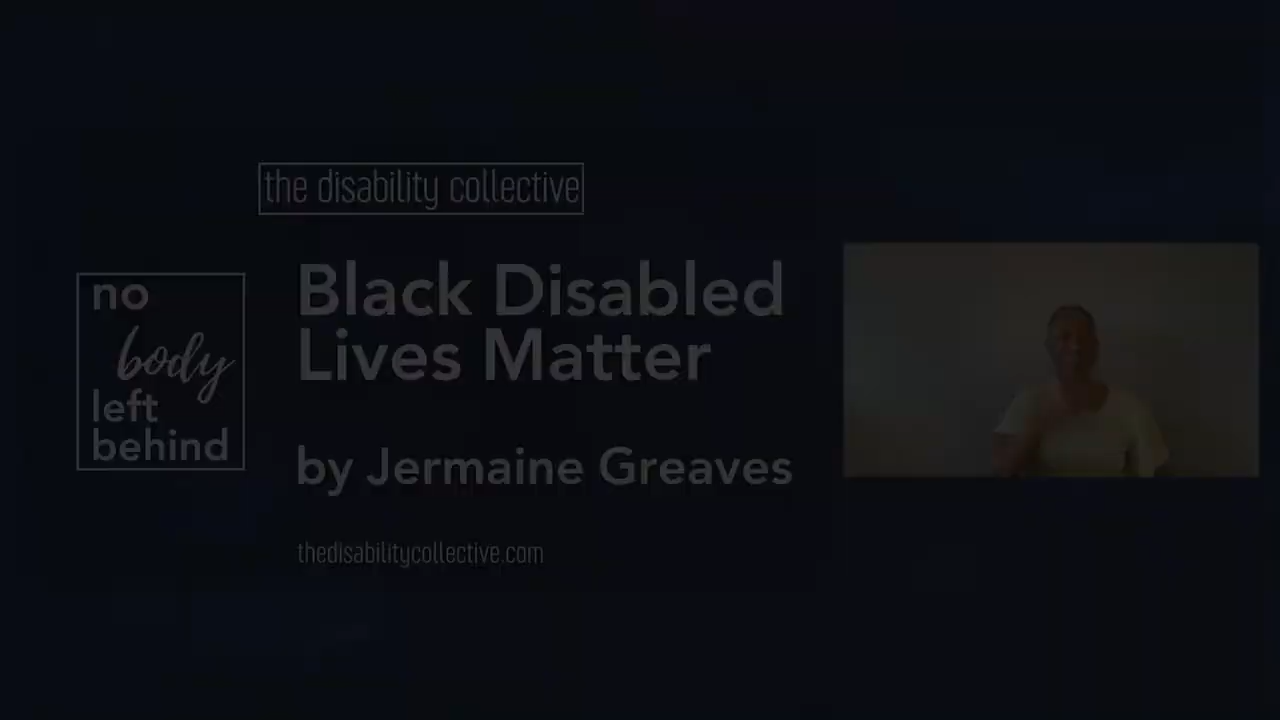 the disability collective
no
body
left
behind
Black Disabled
Lives Matter
by Jermaine Greaves
thedisabilitycollective.com